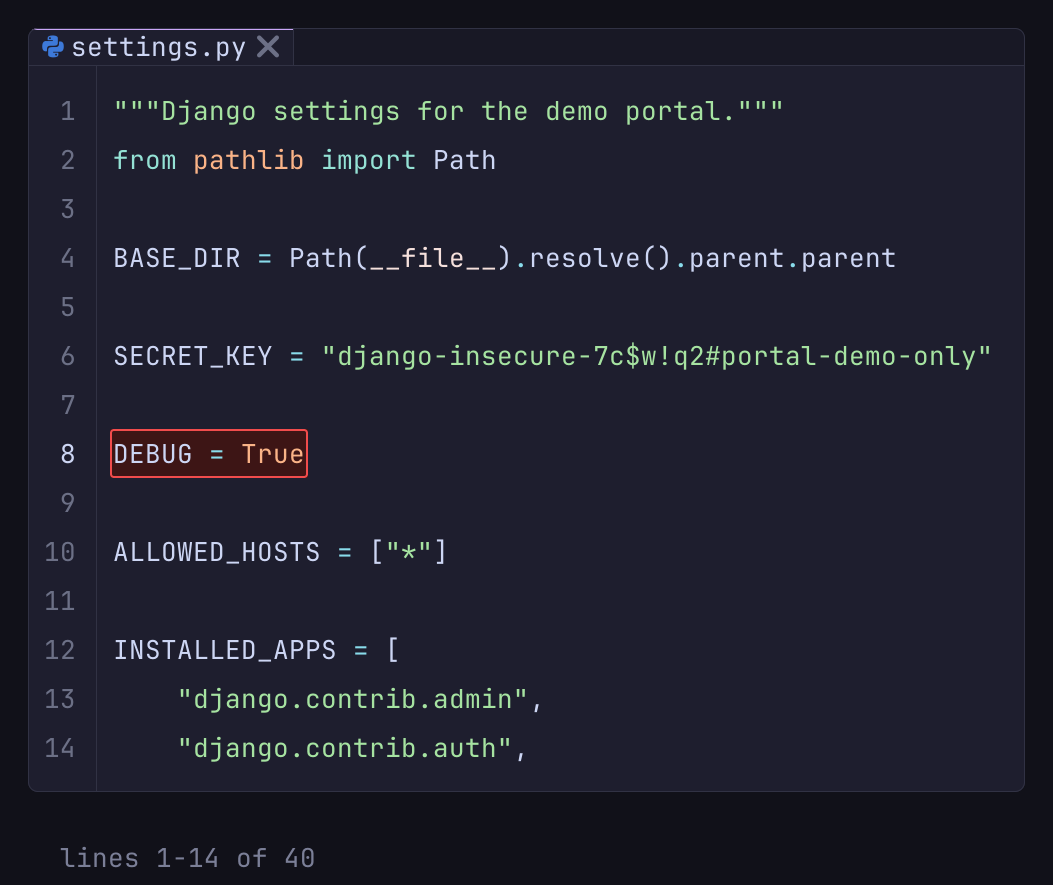 settings.py
1 """Django settings for the demo portal."""
2 from pathlib import Path
3
4 BASE_DIR = Path(__file__).resolve().parent.parent
5
6 SECRET_KEY = "django-insecure-7c$w!q2#portal-demo-only"
7
8 DEBUG = True
9
10 ALLOWED_HOSTS = ["*"]
11
12 INSTALLED_APPS = [
13     "django.contrib.admin",
14     "django.contrib.auth",
lines 1-14 of 40